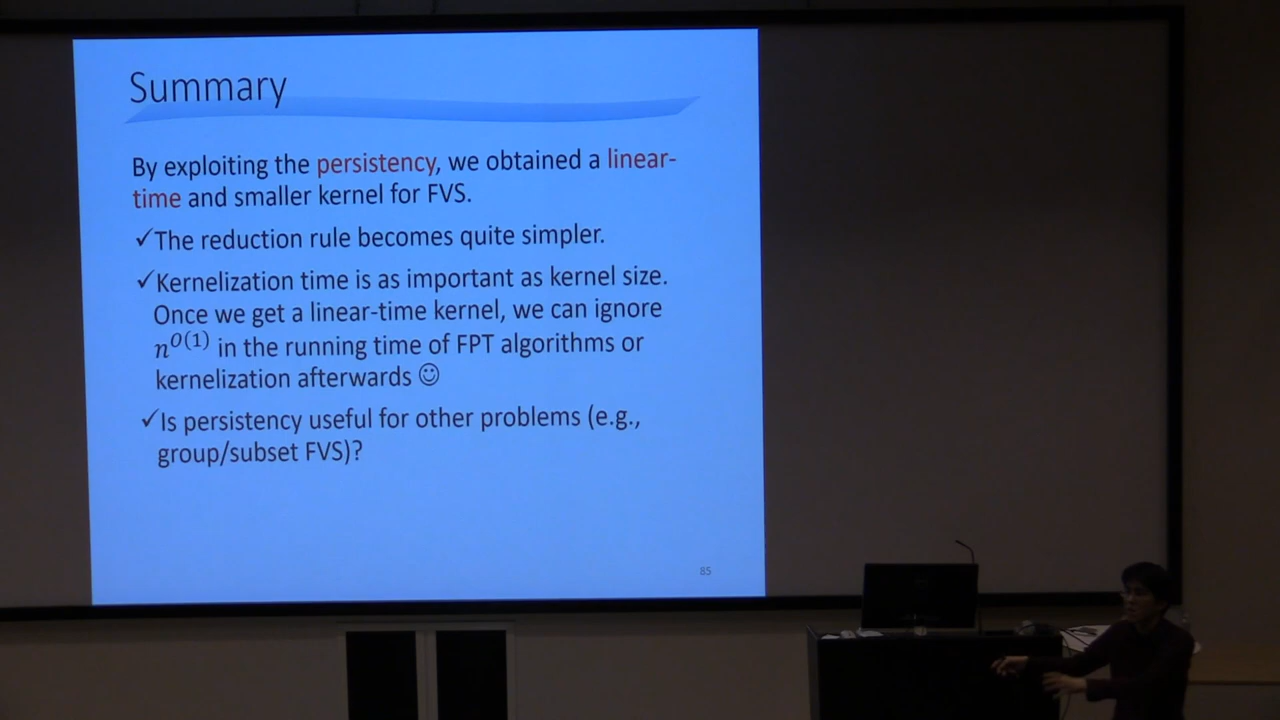 Summary
By exploiting the persistency, we obtained a linear-
time and smaller kernel for FVS.
✓The reduction rule becomes quite simpler.
✓Kernelization time is as important as kernel size.
Once we get a linear-time kernel, we can ignore
n^{O(1)} in the running time of FPT algorithms or
kernelization afterwards ☺
✓Is persistency useful for other problems (e.g.,
group/subset FVS)?
85